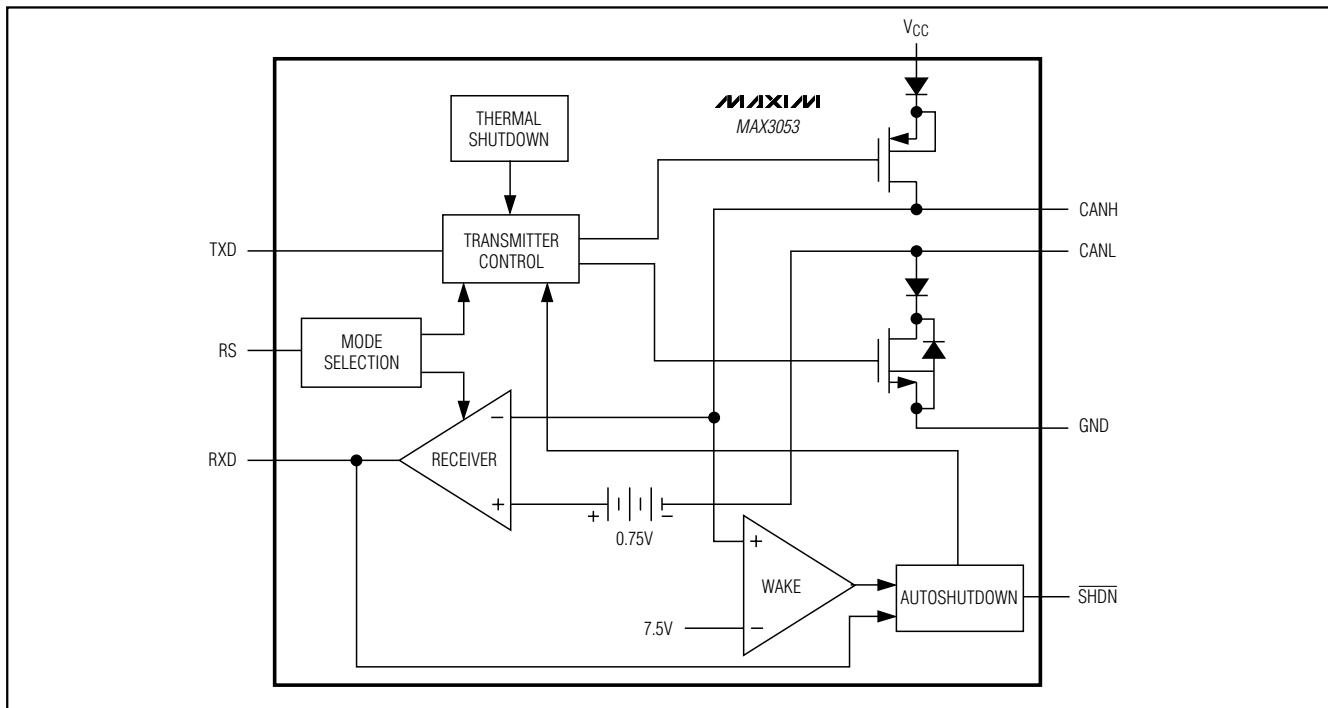 VCC
MAXIM
MAX3053
THERMAL
SHUTDOWN
CANH
TXD
TRANSMITTER
CONTROL
CANL
RS
MODE
SELECTION
−
GND
RXD
RECEIVER
+
+ −
0.75V
+
WAKE
AUTOSHUTDOWN
SHDN
7.5V
−